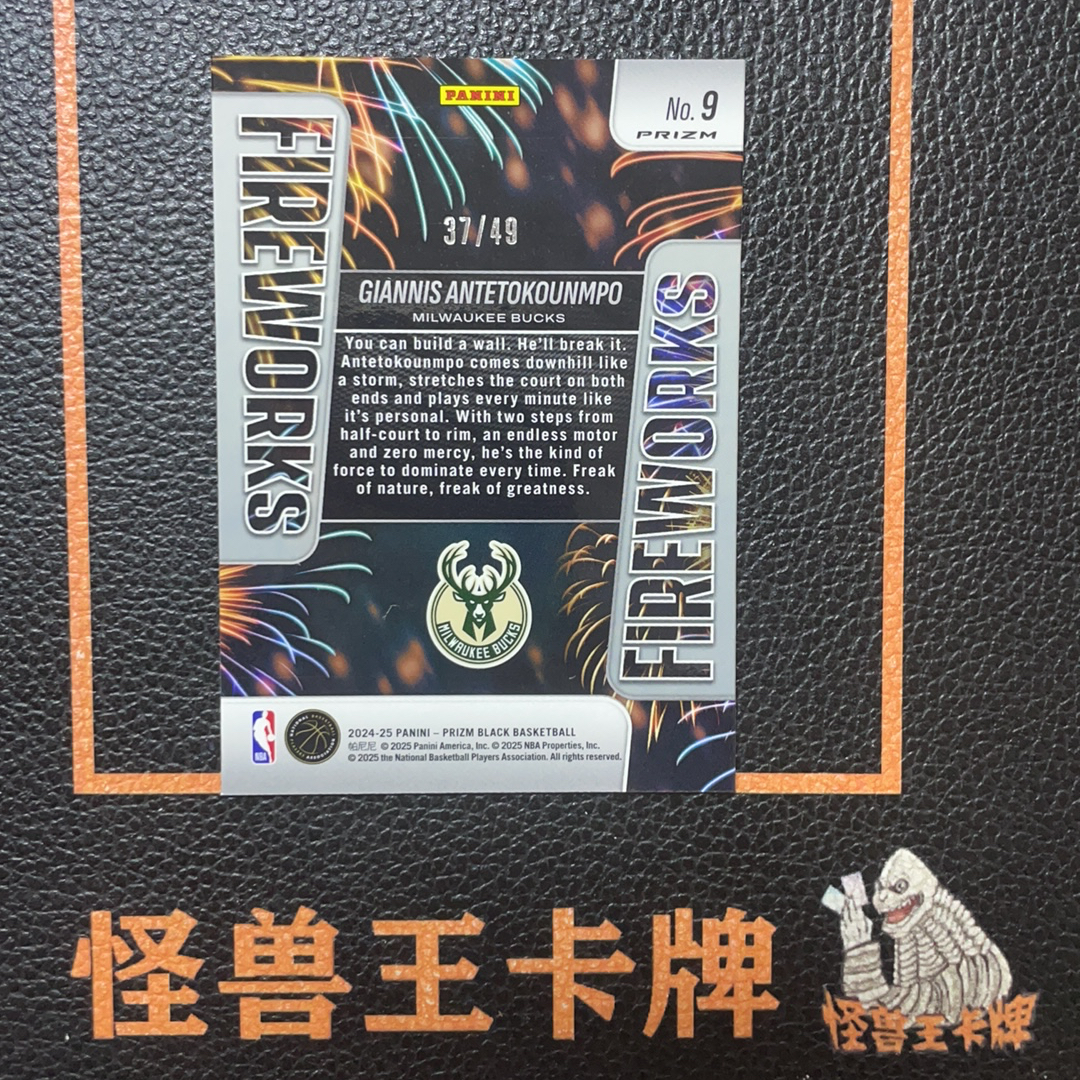 PANINI
No. 9
PRIZM
FIREWORKS
37/49
GIANNIS ANTETOKOUNMPO
MILWAUKEE BUCKS
You can build a wall. He'll break it.
Antetokounmpo comes downhill like
a storm, stretches the court on both
ends and plays every minute like
it's personal. With two steps from
half-court to rim, an endless motor
and zero mercy, he's the kind of
force to dominate every time. Freak
of nature, freak of greatness.
FIREWORKS
MILWAUKEE BUCKS
NBA
2024-25 PANINI – PRIZM BLACK BASKETBALL
帕尼尼 © 2025 Panini America, Inc. © 2025 NBA Properties, Inc.
© 2025 the National Basketball Players Association. All rights reserved.
怪兽王卡牌
怪兽王卡牌